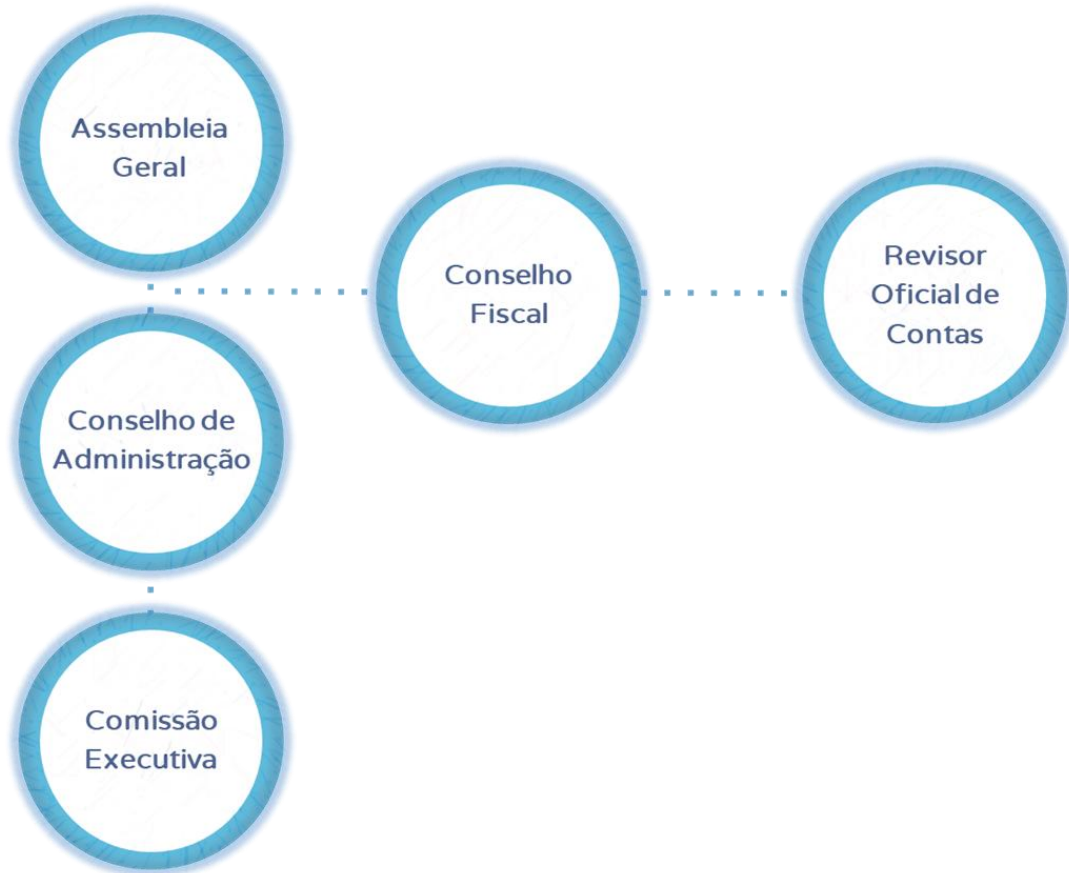 Assembleia
Geral
Conselho
Fiscal
Revisor
Oficial de
Contas
Conselho de
Administração
Comissão
Executiva